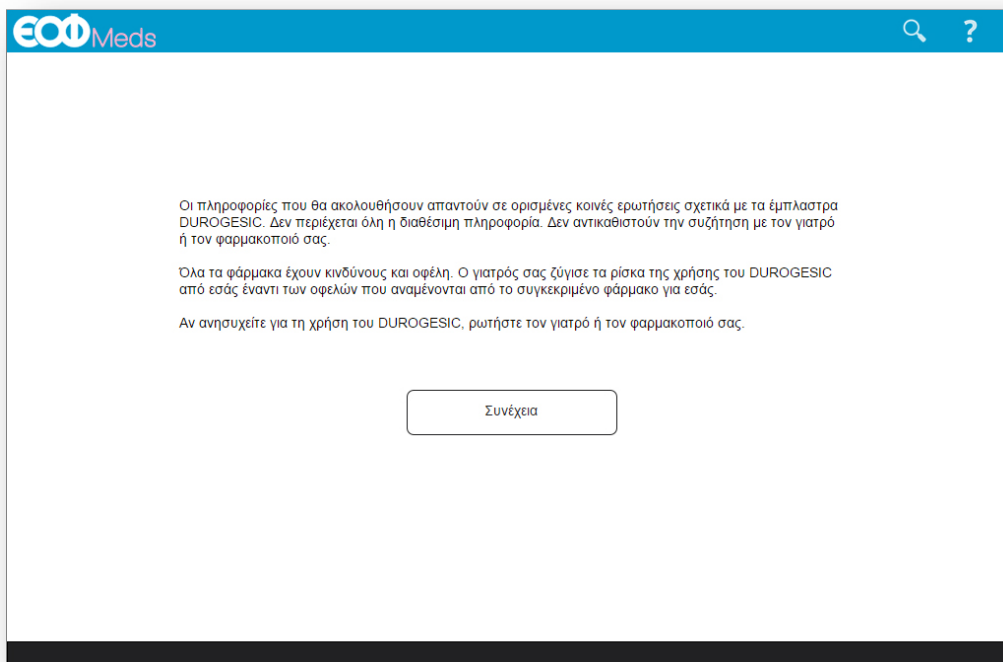 ΕΟΦMeds
?
Οι πληροφορίες που θα ακολουθήσουν απαντούν σε ορισμένες κοινές ερωτήσεις σχετικά με τα έμπλαστρα
DUROGESIC. Δεν περιέχεται όλη η διαθέσιμη πληροφορία. Δεν αντικαθιστούν την συζήτηση με τον γιατρό
ή τον φαρμακοποιό σας.
Όλα τα φάρμακα έχουν κινδύνους και οφέλη. Ο γιατρός σας ζύγισε τα ρίσκα της χρήσης του DUROGESIC
από εσάς έναντι των οφελών που αναμένονται από το συγκεκριμένο φάρμακο για εσάς.
Αν ανησυχείτε για τη χρήση του DUROGESIC, ρωτήστε τον γιατρό ή τον φαρμακοποιό σας.
Συνέχεια